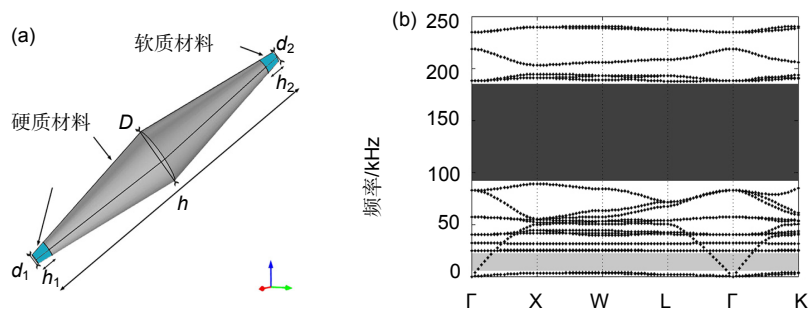 (a)
软质材料
d2
h2
硬质材料
D
h
d1
h1
(b)
频率/kHz
250
200
150
100
50
0
Γ X W L Γ K